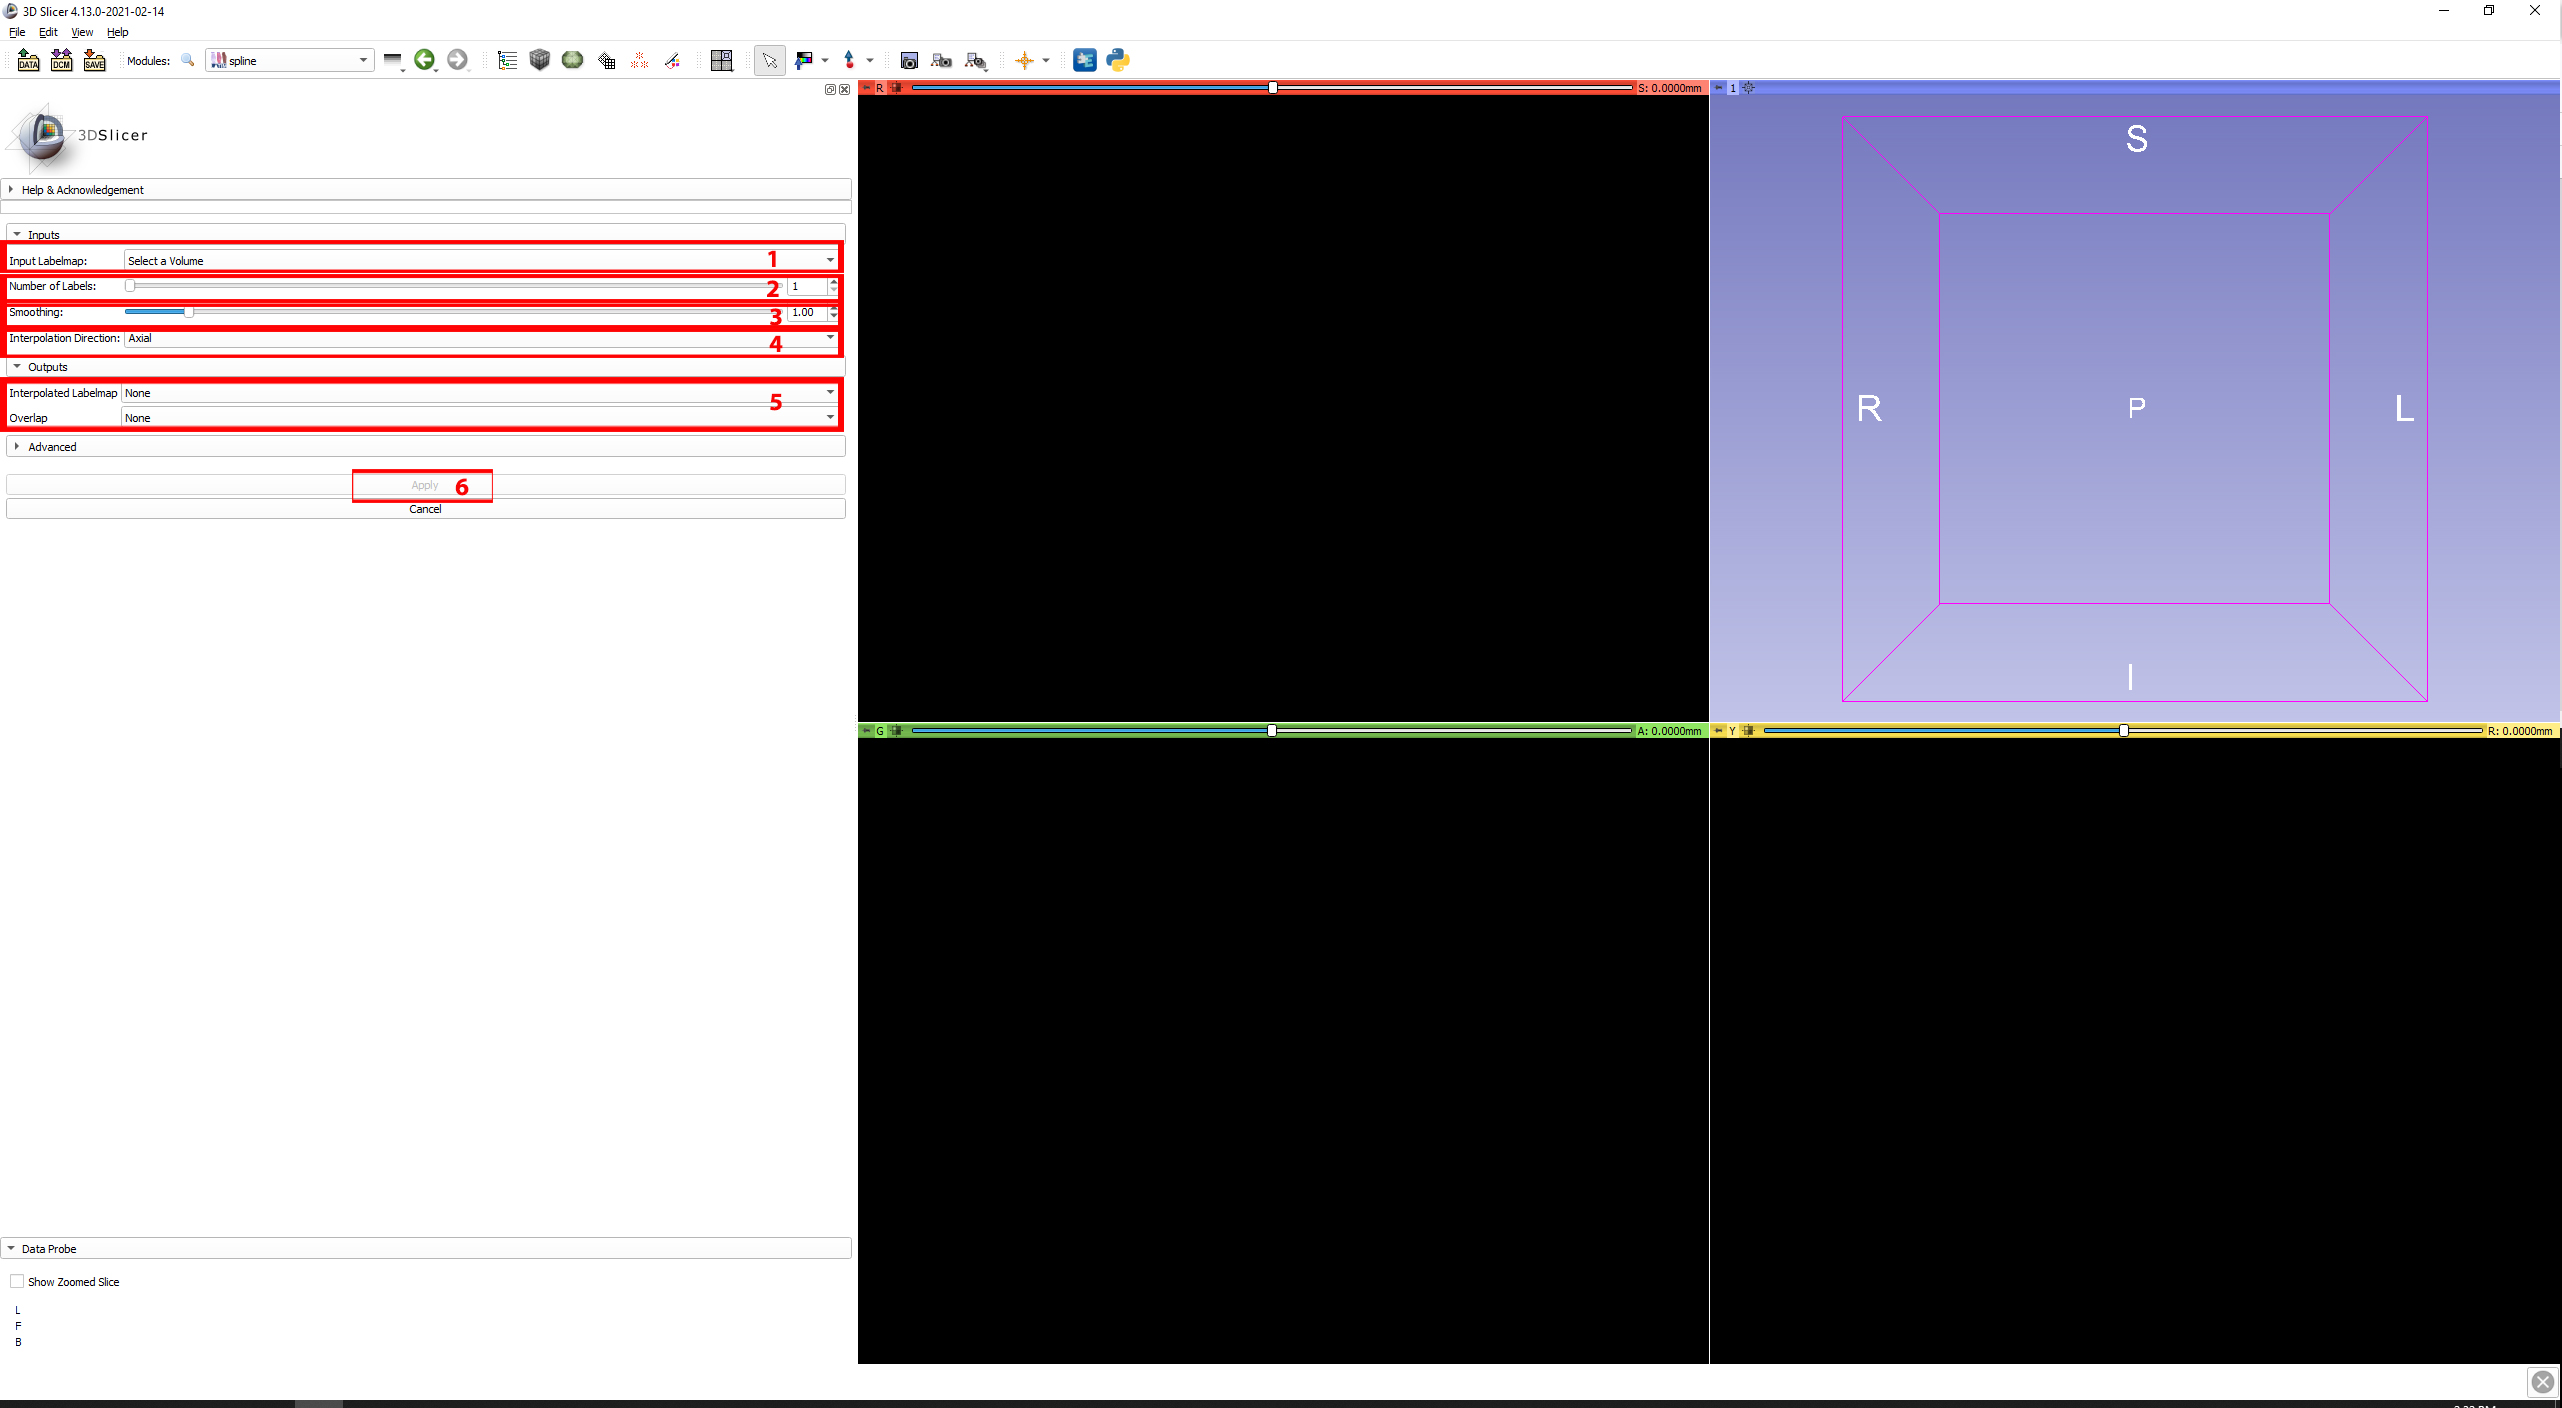 3D Slicer 4.13.0-2021-02-14
File Edit View Help
DATA DCM SAVE Modules: spline
R S: 0.0000mm 1
3DSlicer
Help & Acknowledgement
Inputs
Input Labelmap: Select a Volume 1
Number of Labels: 2 1
Smoothing: 3 1.00
Interpolation Direction: Axial 4
Outputs
Interpolated Labelmap None
5
Overlap None
Advanced
Apply 6
Cancel
S
R P L
I
G A: 0.0000mm Y R: 0.0000mm
Data Probe
Show Zoomed Slice
L
F
B